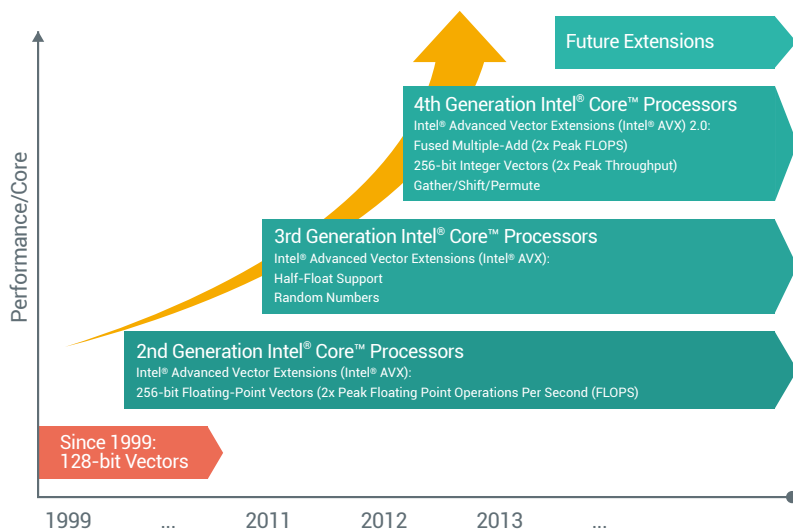 Future Extensions
4th Generation Intel® Core™ Processors
Intel® Advanced Vector Extensions (Intel® AVX) 2.0:
Fused Multiple-Add (2x Peak FLOPS)
256-bit Integer Vectors (2x Peak Throughput)
Gather/Shift/Permute
3rd Generation Intel® Core™ Processors
Intel® Advanced Vector Extensions (Intel® AVX):
Half-Float Support
Random Numbers
2nd Generation Intel® Core™ Processors
Intel® Advanced Vector Extensions (Intel® AVX):
256-bit Floating-Point Vectors (2x Peak Floating Point Operations Per Second (FLOPS)
Since 1999:
128-bit Vectors
Performance/Core
1999 ... 2011 2012 2013 ...